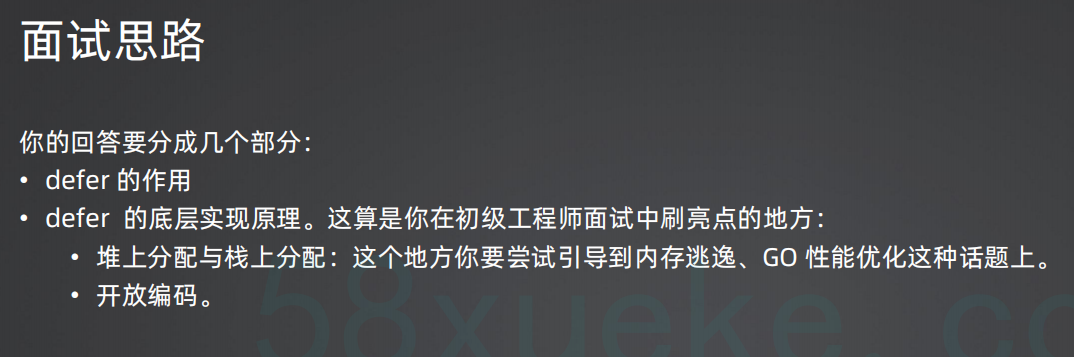 面试思路
你的回答要分成几个部分：
• defer 的作用
• defer 的底层实现原理。这算是你在初级工程师面试中刷亮点的地方：
• 堆上分配与栈上分配：这个地方你要尝试引导到内存逃逸、GO 性能优化这种话题上。
• 开放编码。
58xueke.co